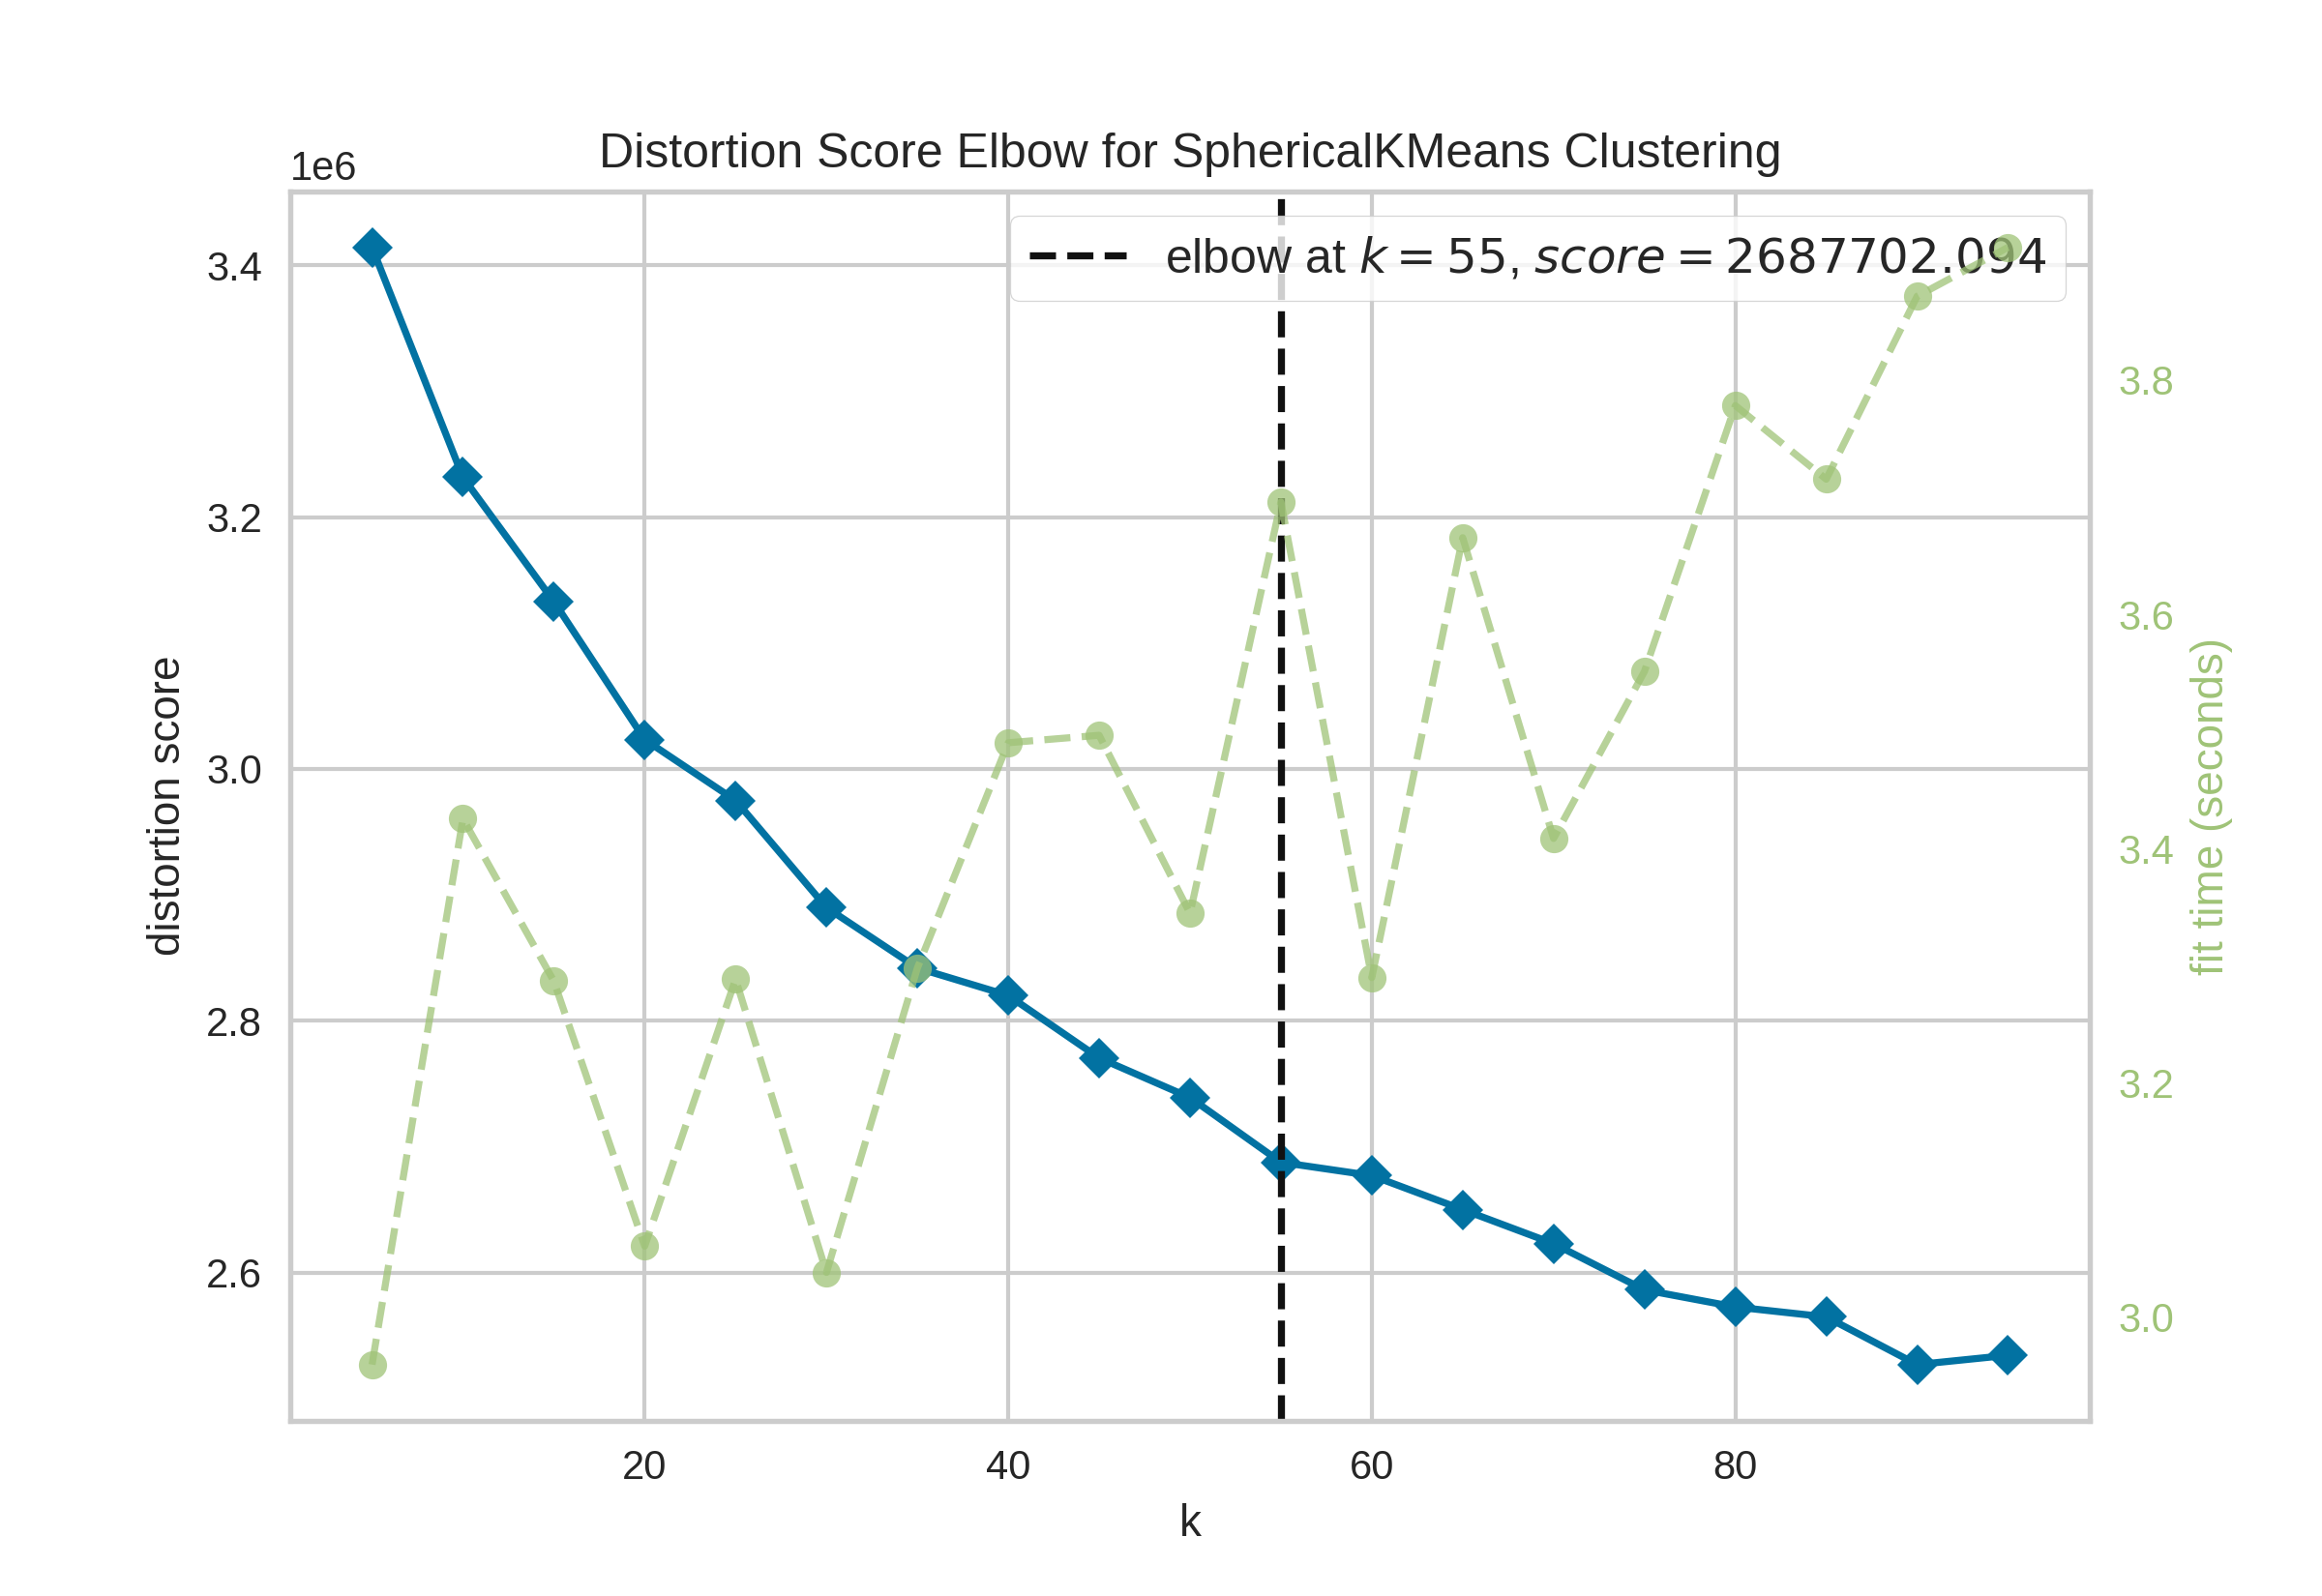 Distortion Score Elbow for SphericalKMeans Clustering
1e6
elbow at k = 55, score = 2687702.094
3.4
3.2
3.0
2.8
2.6
distortion score
3.8
3.6
3.4
3.2
3.0
fit time (seconds)
20 40 60 80
k